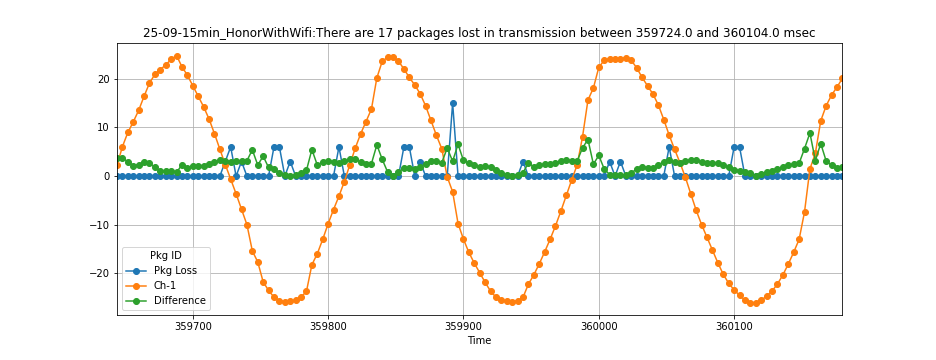 25-09-15min_HonorWithWifi:There are 17 packages lost in transmission between 359724.0 and 360104.0 msec
20
10
0
−10
−20
Pkg ID
Pkg Loss
Ch-1
Difference
359700 359800 359900 360000 360100
Time